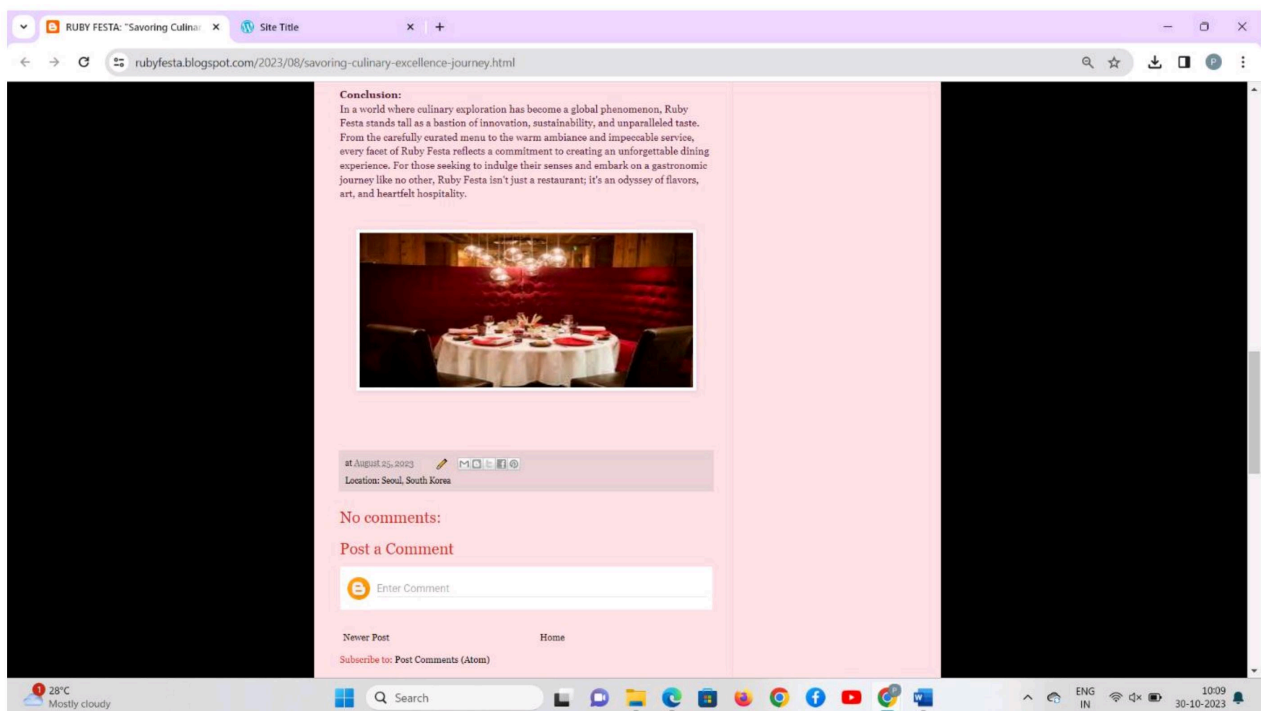 RUBY FESTA: "Savoring Culinar
Site Title
rubyfesta.blogspot.com/2023/08/savoring-culinary-excellence-journey.html
P
Conclusion:
In a world where culinary exploration has become a global phenomenon, Ruby
Festa stands tall as a bastion of innovation, sustainability, and unparalleled taste.
From the carefully curated menu to the warm ambiance and impeccable service,
every facet of Ruby Festa reflects a commitment to creating an unforgettable dining
experience. For those seeking to indulge their senses and embark on a gastronomic
journey like no other, Ruby Festa isn't just a restaurant; it's an odyssey of flavors,
art, and heartfelt hospitality.
at August 25, 2023
Location: Seoul, South Korea
No comments:
Post a Comment
Enter Comment
Newer Post Home
Subscribe to: Post Comments (Atom)
1 28°C
Mostly cloudy
Search
ENG
IN
10:09
30-10-2023